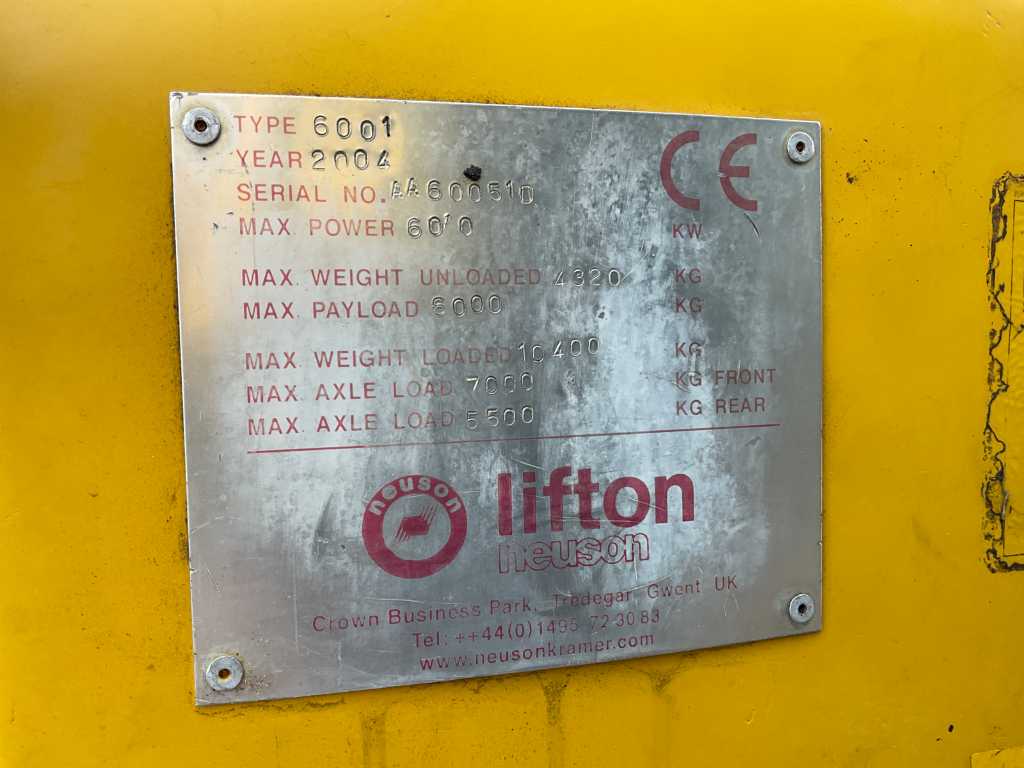 TYPE 6001
YEAR 2004
SERIAL NO. AA600510
MAX. POWER 60'0 KW
MAX. WEIGHT UNLOADED 4320 KG
MAX. PAYLOAD 6000 KG
MAX. WEIGHT LOADED 10400 KG
MAX. AXLE LOAD 7000 KG FRONT
MAX. AXLE LOAD 5500 KG REAR
CE
neuson
lifton
neuson
Crown Business Park, Tredegar, Gwent UK
Tel: ++44(0)1495 72 30 83
www.neusonkramer.com